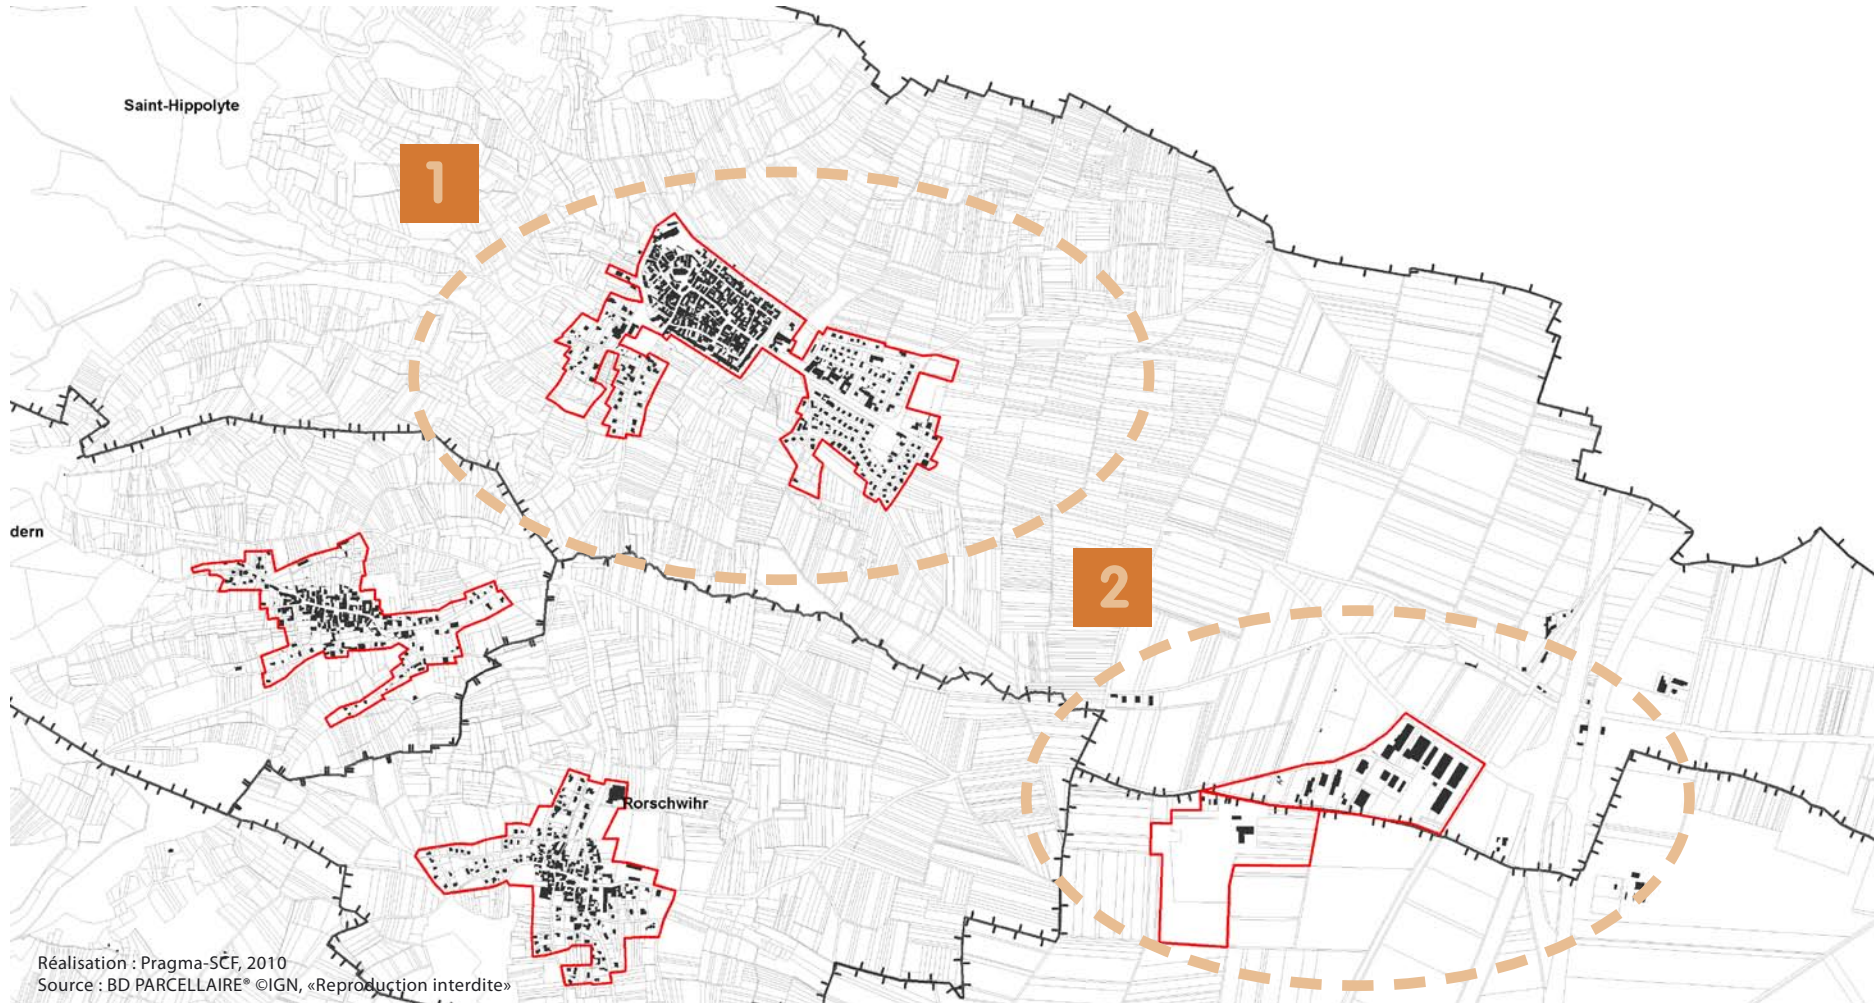 Saint-Hippolyte
1
dern
2
Rorschwihr
Réalisation : Pragma-SCF, 2010
Source : BD PARCELLAIRE® ©IGN, «Reproduction interdite»